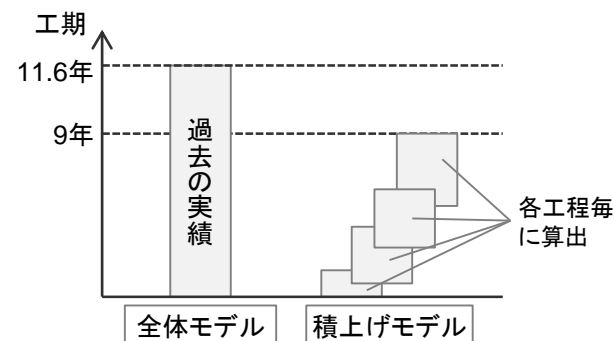 工期
11.6年
9年
過去の実績
各工程毎
に算出
全体モデル
積上げモデル